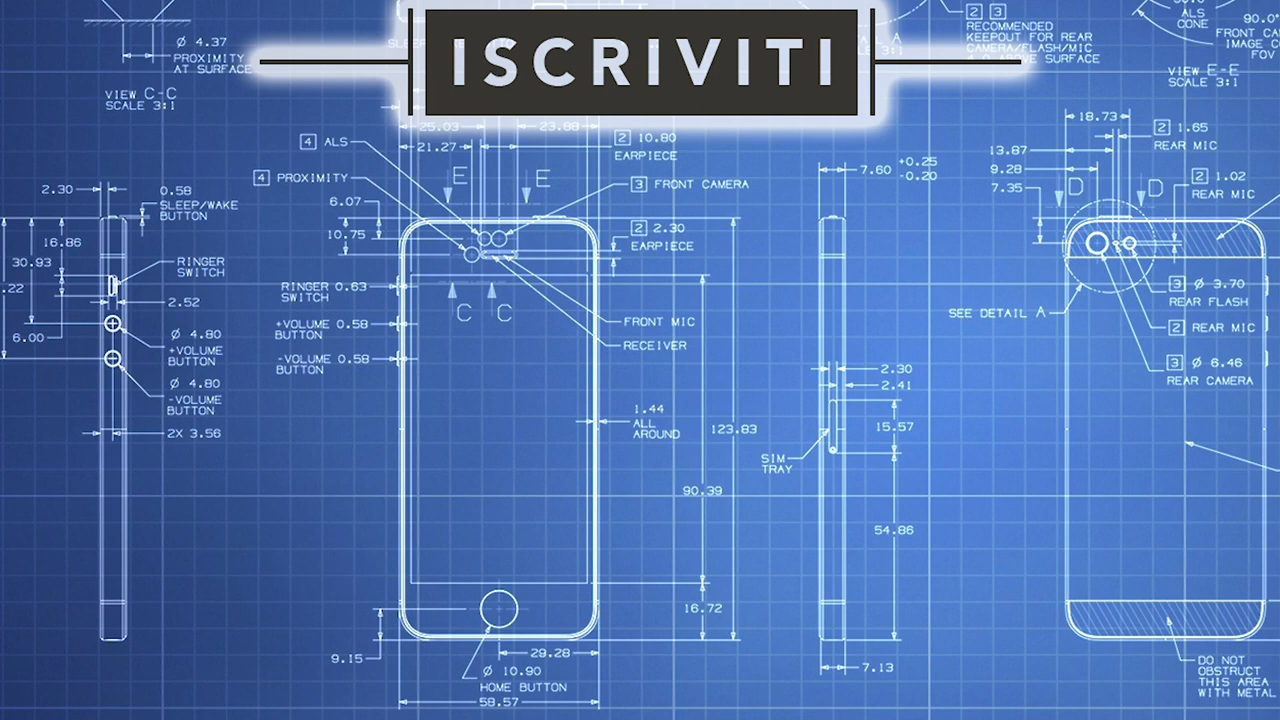 ISCRIVITI
Ø 4.37
PROXIMITY
AT SURFACE
VIEW C-C
SCALE 3:1
2 3
RECOMMENDED
KEEPOUT FOR REAR
CAMERA/FLASH/MIC
ALS
CONE
90.0°
FRONT CA
IMAGE C
FOV
VIEW E-E
SCALE 3:1
2.30
0.58
SLEEP/WAKE
BUTTON
16.86
30.93
.22
RINGER
SWITCH
2.52
6.00
Ø 4.80
+VOLUME
BUTTON
Ø 4.80
-VOLUME
BUTTON
2X 3.56
25.03
23.88
4 ALS
21.27
2 10.80
EARPIECE
4 PROXIMITY
E
E
3 FRONT CAMERA
6.07
10.75
2 2.30
EARPIECE
RINGER 0.63
SWITCH
C
C
+VOLUME 0.58
BUTTON
-VOLUME 0.58
BUTTON
FRONT MIC
RECEIVER
1.44
ALL
AROUND
123.83
90.39
16.72
9.15
29.28
Ø 10.90
HOME BUTTON
58.57
7.60 +0.25
-0.20
2.30
2.41
15.57
SIM
TRAY
54.86
7.13
18.73
2 1.65
REAR MIC
13.87
9.28
7.35
D
D
2 1.02
REAR MIC
3 Ø 3.70
REAR FLASH
SEE DETAIL A
2 REAR MIC
3 Ø 6.46
REAR CAMERA
DO NOT
OBSTRUCT
THIS AREA
WITH METAL